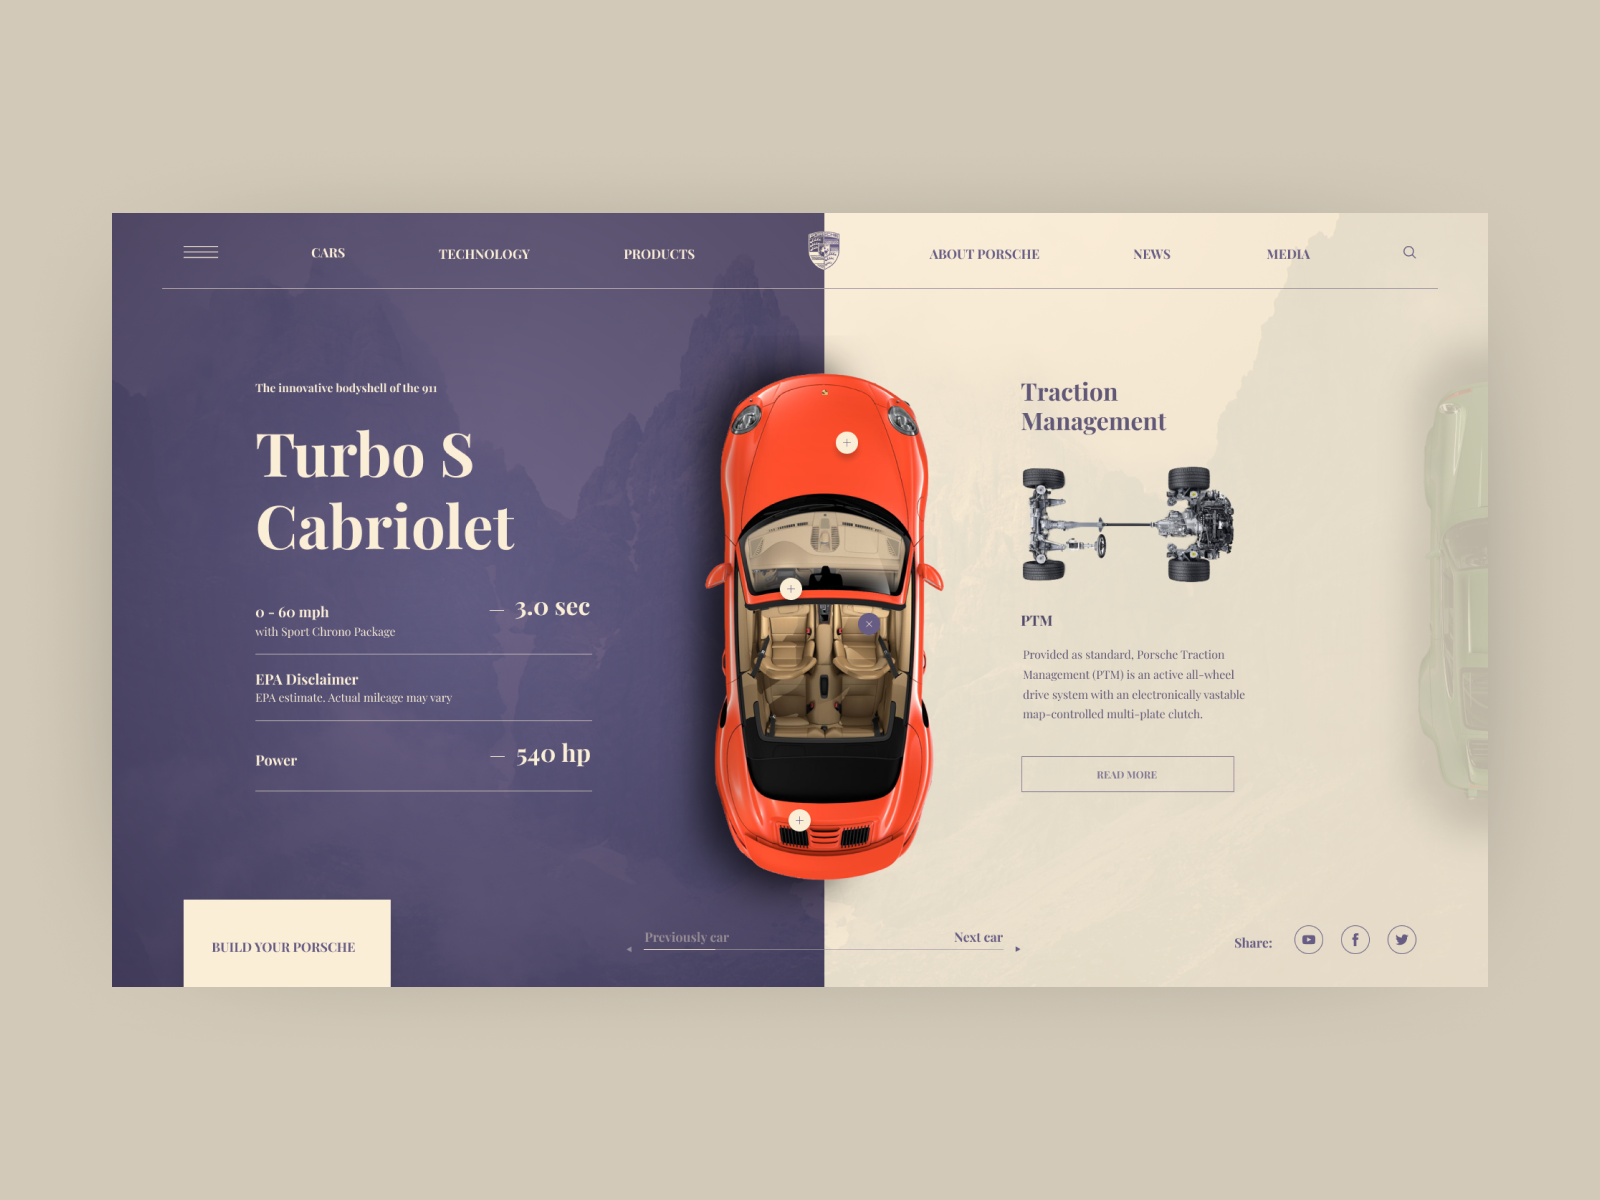 CARS
TECHNOLOGY
PRODUCTS
PORSCHE
ABOUT PORSCHE
NEWS
MEDIA
The innovative bodyshell of the 911
Turbo S
Cabriolet
0 - 60 mph
— 3.0 sec
with Sport Chrono Package
EPA Disclaimer
EPA estimate. Actual mileage may vary
Power
— 540 hp
BUILD YOUR PORSCHE
Previously car
Next car
Traction
Management
PTM
Provided as standard, Porsche Traction
Management (PTM) is an active all-wheel
drive system with an electronically vastable
map-controlled multi-plate clutch.
READ MORE
Share: